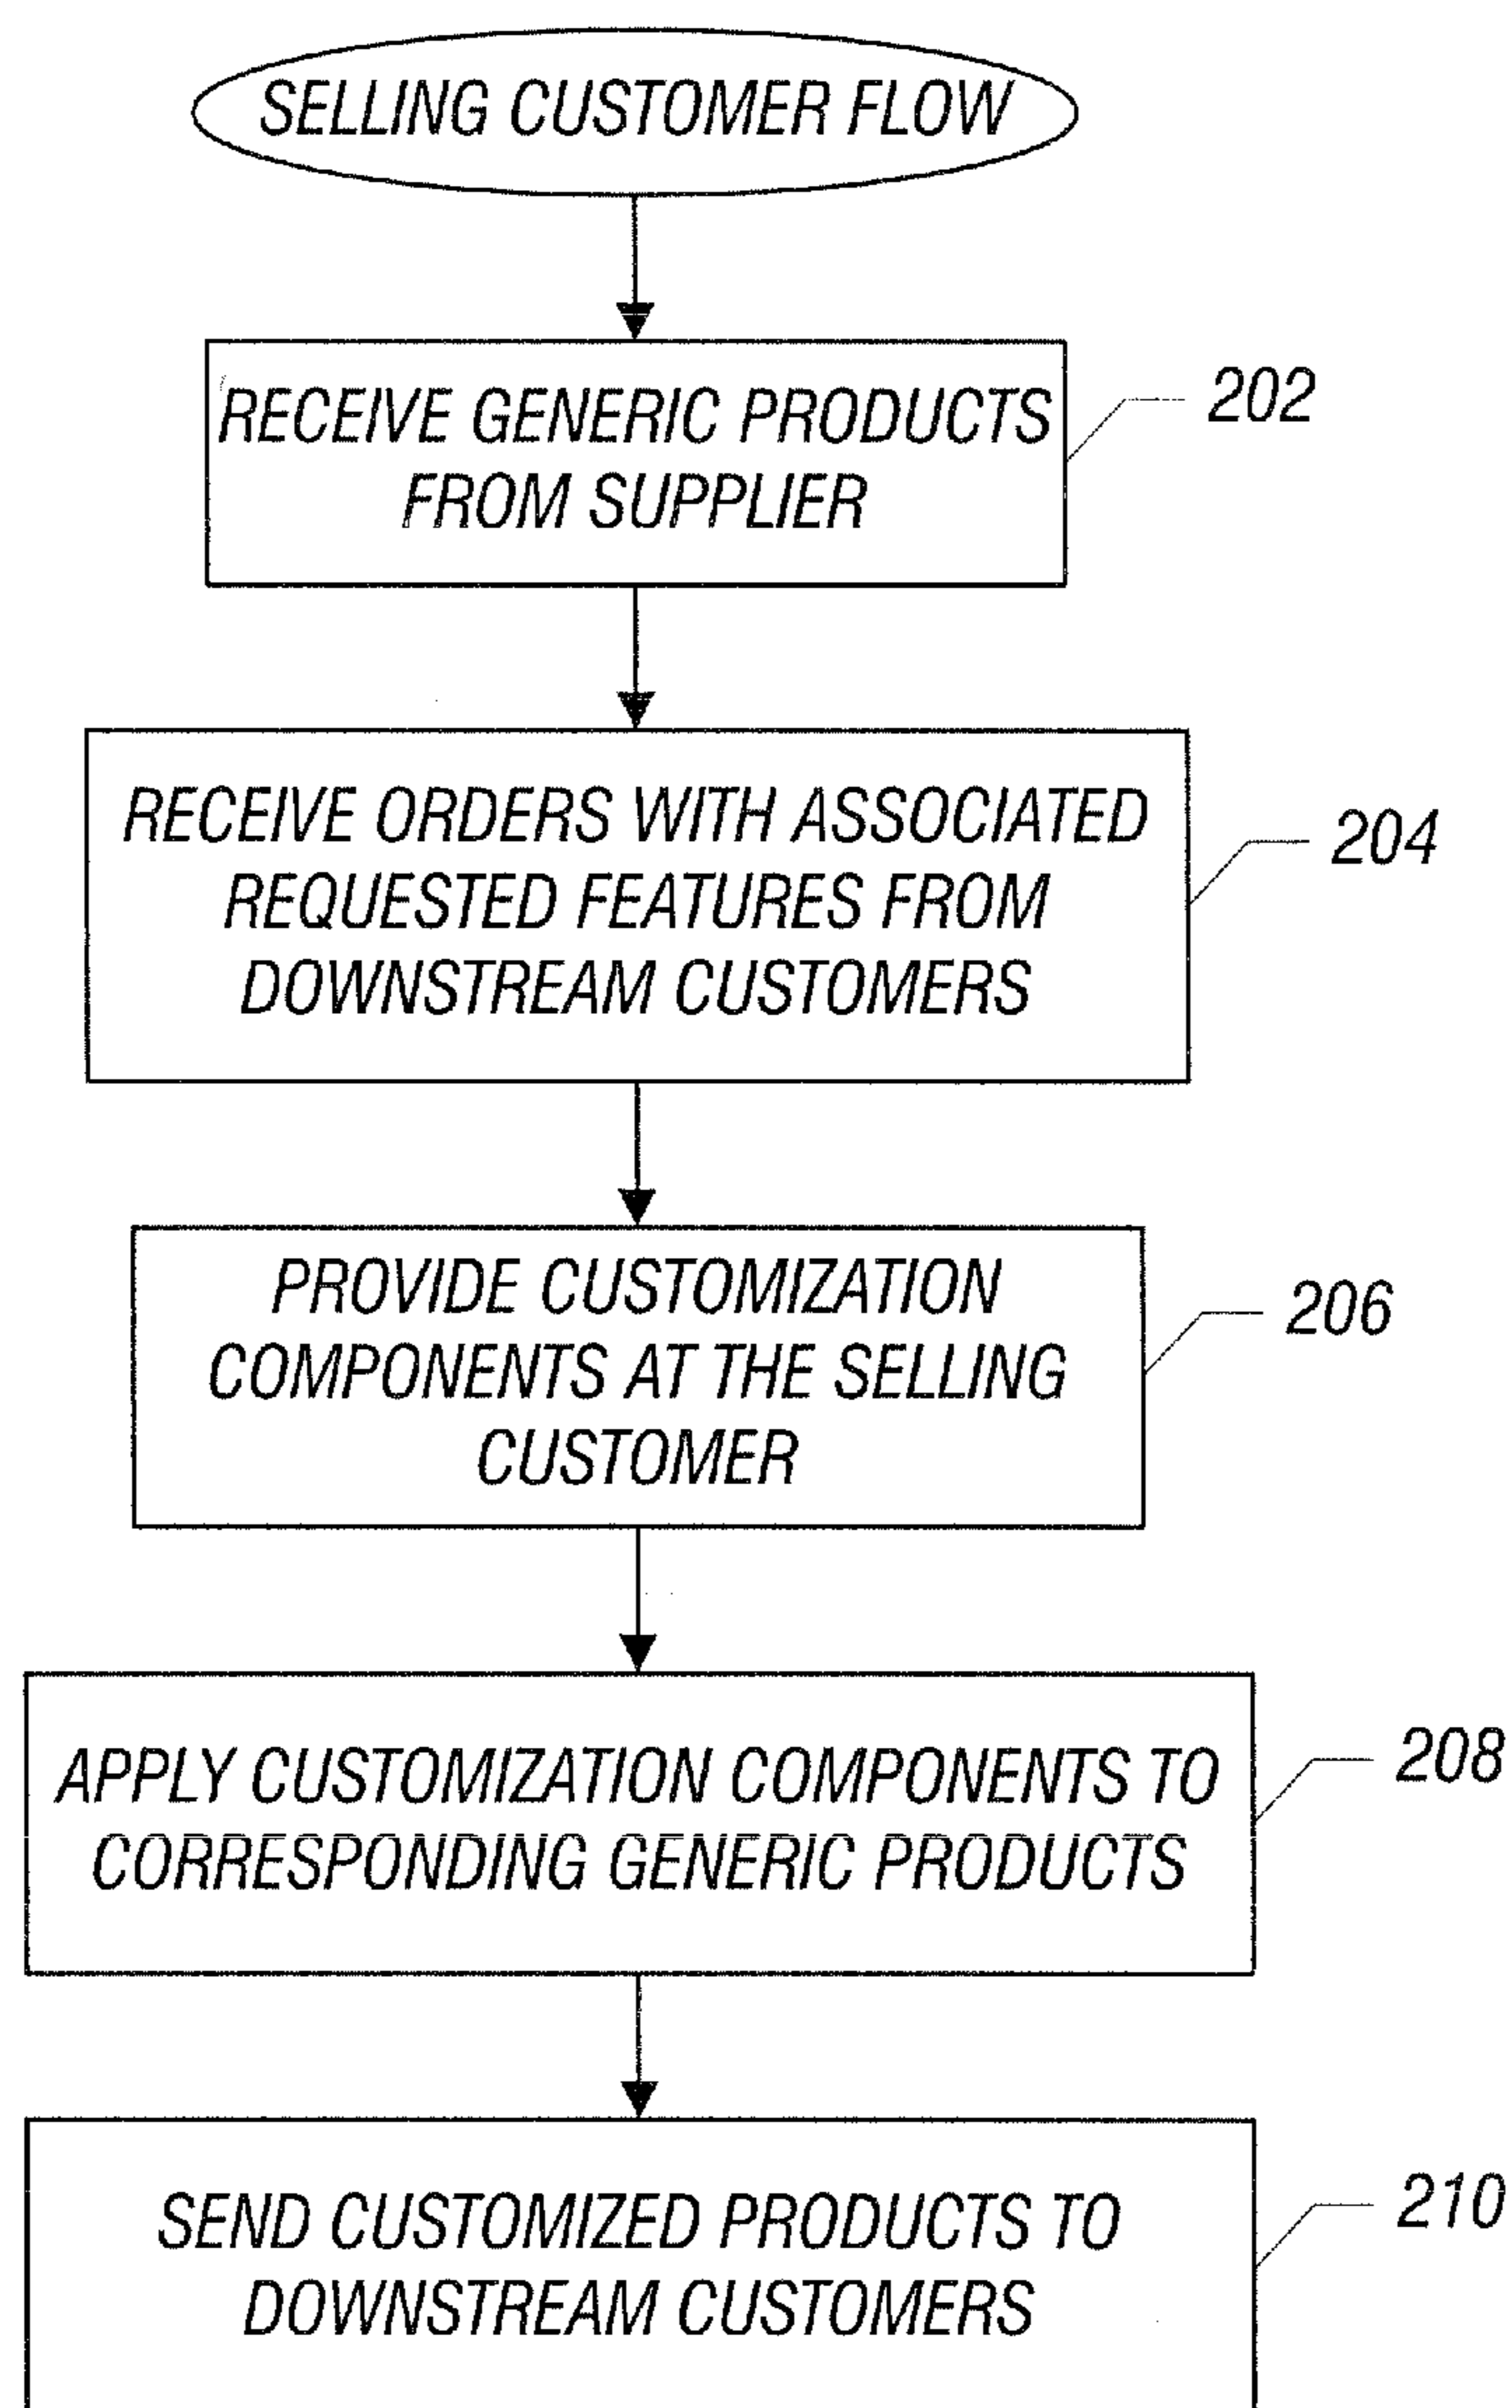 SELLING CUSTOMER FLOW
RECEIVE GENERIC PRODUCTS
FROM SUPPLIER
202
RECEIVE ORDERS WITH ASSOCIATED
REQUESTED FEATURES FROM
DOWNSTREAM CUSTOMERS
204
PROVIDE CUSTOMIZATION
COMPONENTS AT THE SELLING
CUSTOMER
206
APPLY CUSTOMIZATION COMPONENTS TO
CORRESPONDING GENERIC PRODUCTS
208
SEND CUSTOMIZED PRODUCTS TO
DOWNSTREAM CUSTOMERS
210